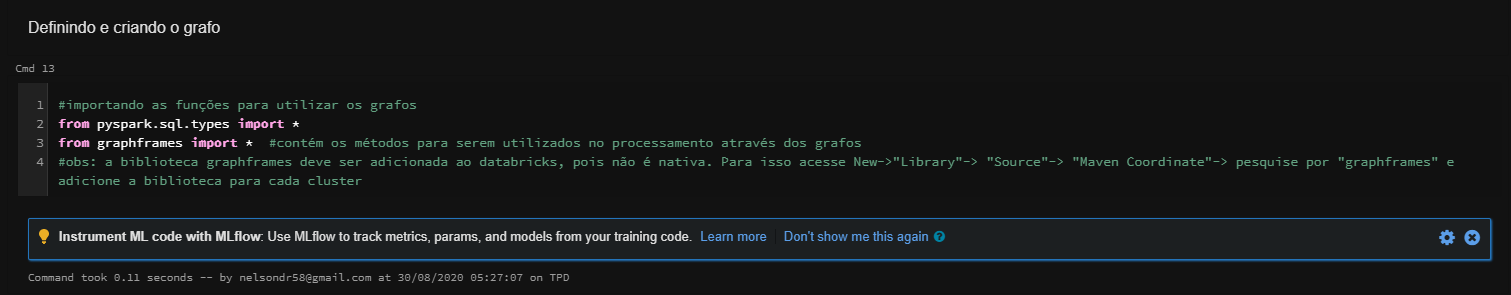 Definindo e criando o grafo
Cmd 13
1 #importando as funções para utilizar os grafos
2 from pyspark.sql.types import *
3 from graphframes import *  #contém os métodos para serem utilizados no processamento através dos grafos
4 #obs: a biblioteca graphframes deve ser adicionada ao databricks, pois não é nativa. Para isso acesse New->"Library"-> "Source"-> "Maven Coordinate"-> pesquise por "graphframes" e
adicione a biblioteca para cada cluster
Instrument ML code with MLflow: Use MLflow to track metrics, params, and models from your training code. Learn more Don't show me this again ?
Command took 0.11 seconds -- by nelsondr58@gmail.com at 30/08/2020 05:27:07 on TPD